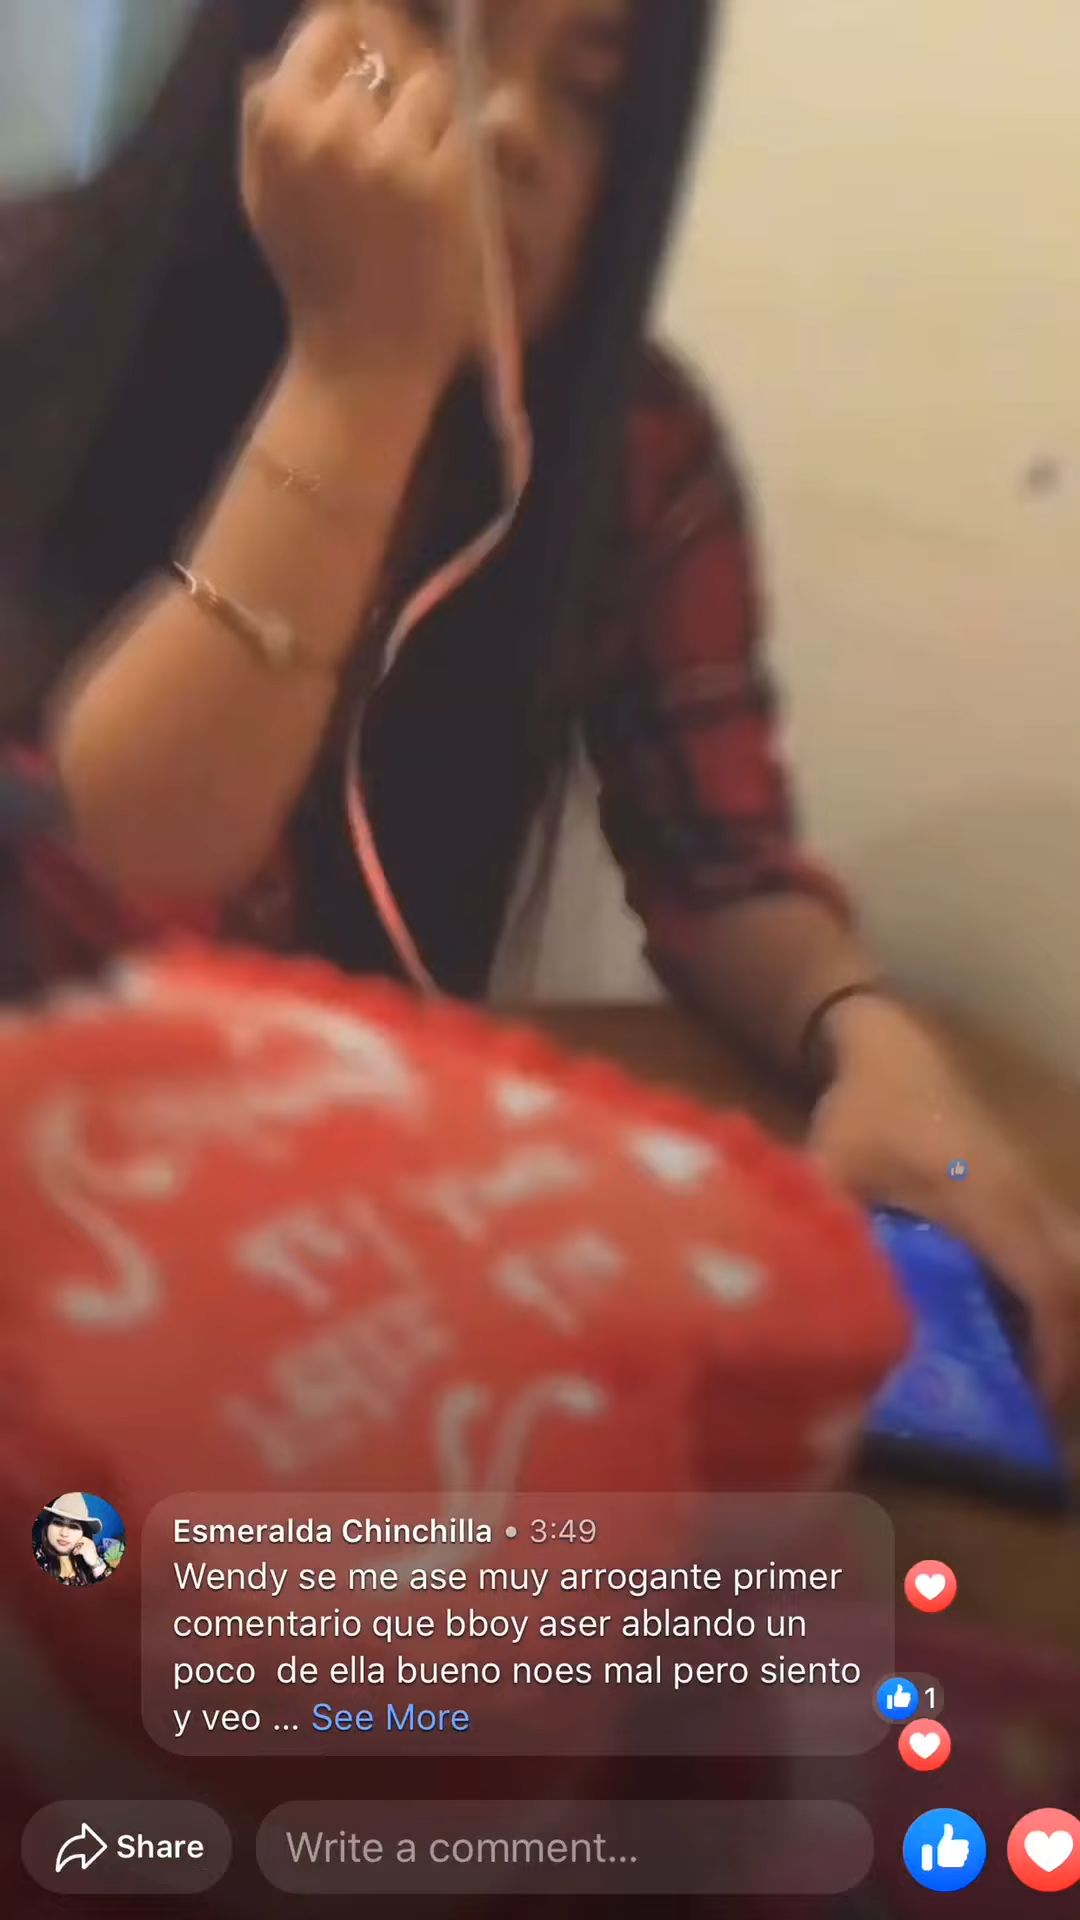 Esmeralda Chinchilla • 3:49
Wendy se me ase muy arrogante primer
comentario que bboy aser ablando un
poco  de ella bueno noes mal pero siento
y veo ... See More
1
Share
Write a comment...